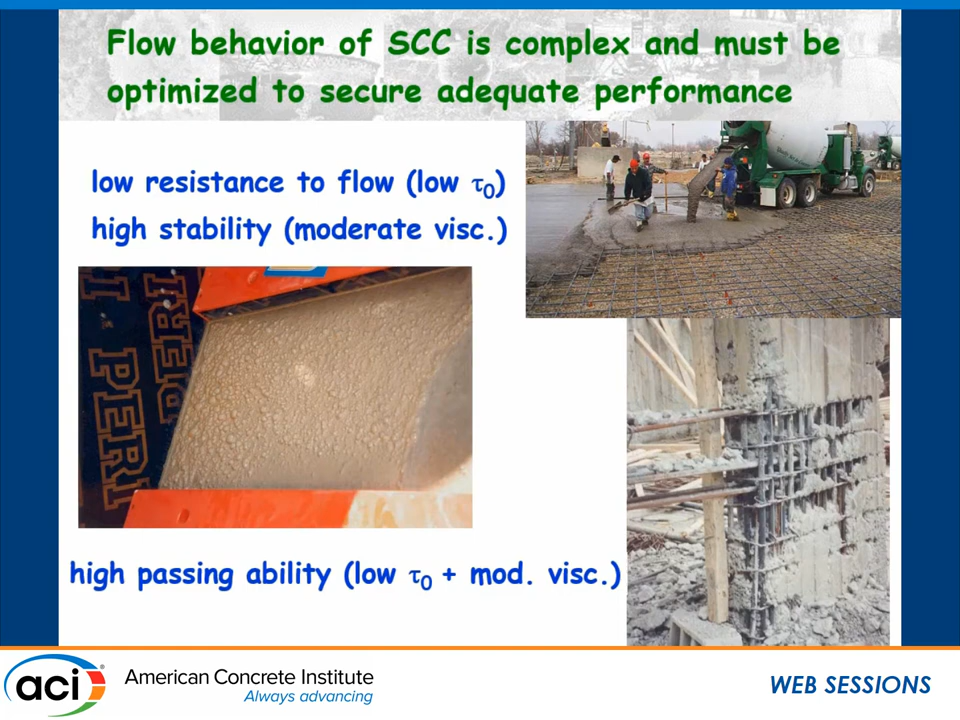 Flow behavior of SCC is complex and must be
optimized to secure adequate performance
low resistance to flow (low τ0)
high stability (moderate visc.)
PERI
PERI
high passing ability (low τ0 + mod. visc.)
aci®
American Concrete Institute
Always advancing
WEB SESSIONS